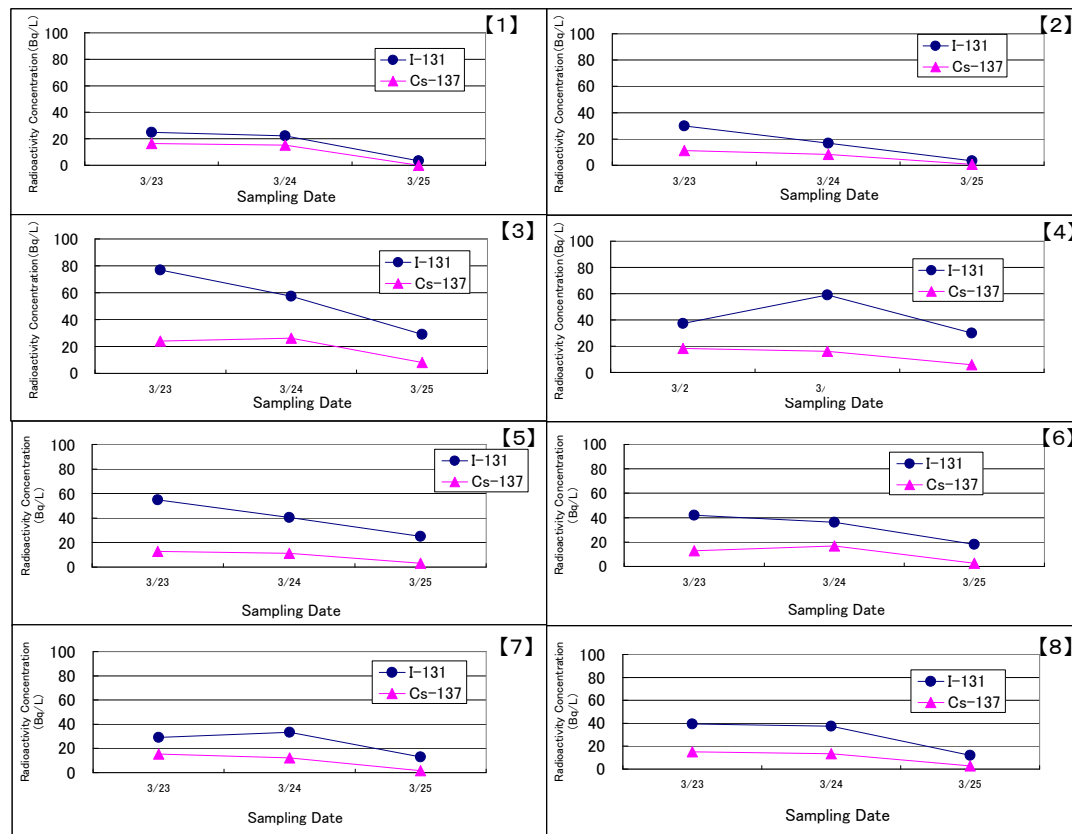 【1】
Radioactivity Concentration(Bq/L)
100
80
60
40
20
0
I-131
Cs-137
3/23 3/24 3/25
Sampling Date
【2】
Radioactivity Concentration(Bq/L)
100
80
60
40
20
0
I-131
Cs-137
3/23 3/24 3/25
Sampling Date
【3】
Radioactivity Concentration(Bq/L)
100
80
60
40
20
0
I-131
Cs-137
3/23 3/24 3/25
Sampling Date
【4】
Radioactivity Concentration(Bq/L)
100
80
60
40
20
0
I-131
Cs-137
3/2 3/
Sampling Date
【5】
Radioactivity Concentration
(Bq/L)
100
80
60
40
20
0
I-131
Cs-137
3/23 3/24 3/25
Sampling Date
【6】
Radioactivity Concentration
(Bq/L)
100
80
60
40
20
0
I-131
Cs-137
3/23 3/24 3/25
Sampling Date
【7】
Radioactivity Concentration
(Bq/L)
100
80
60
40
20
0
I-131
Cs-137
3/23 3/24 3/25
Sampling Date
【8】
Radioactivity Concentration
(Bq/L)
100
80
60
40
20
0
I-131
Cs-137
3/23 3/24 3/25
Sampling Date